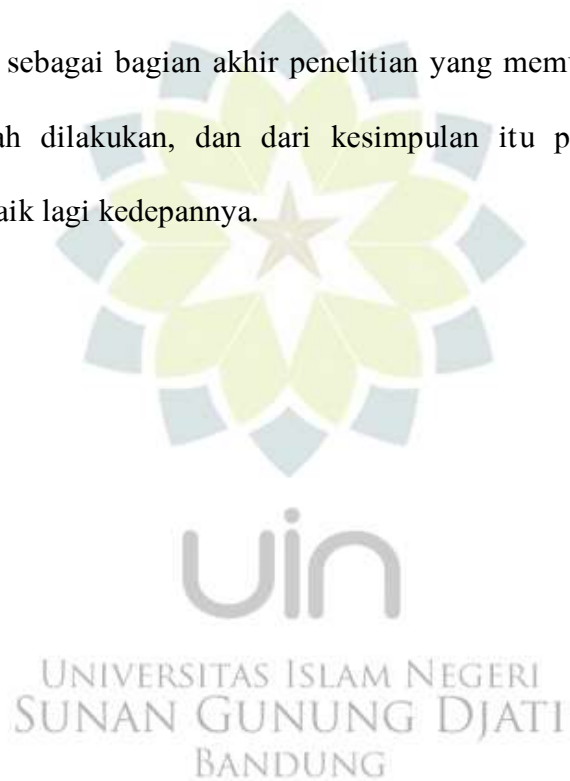 sebagai bagian akhir penelitian yang
ah dilakukan, dan dari kesimpulan itu p
aik lagi kedepannya.
uin
UNIVERSITAS ISLAM NEGERI
SUNAN GUNUNG DJATI
BANDUNG